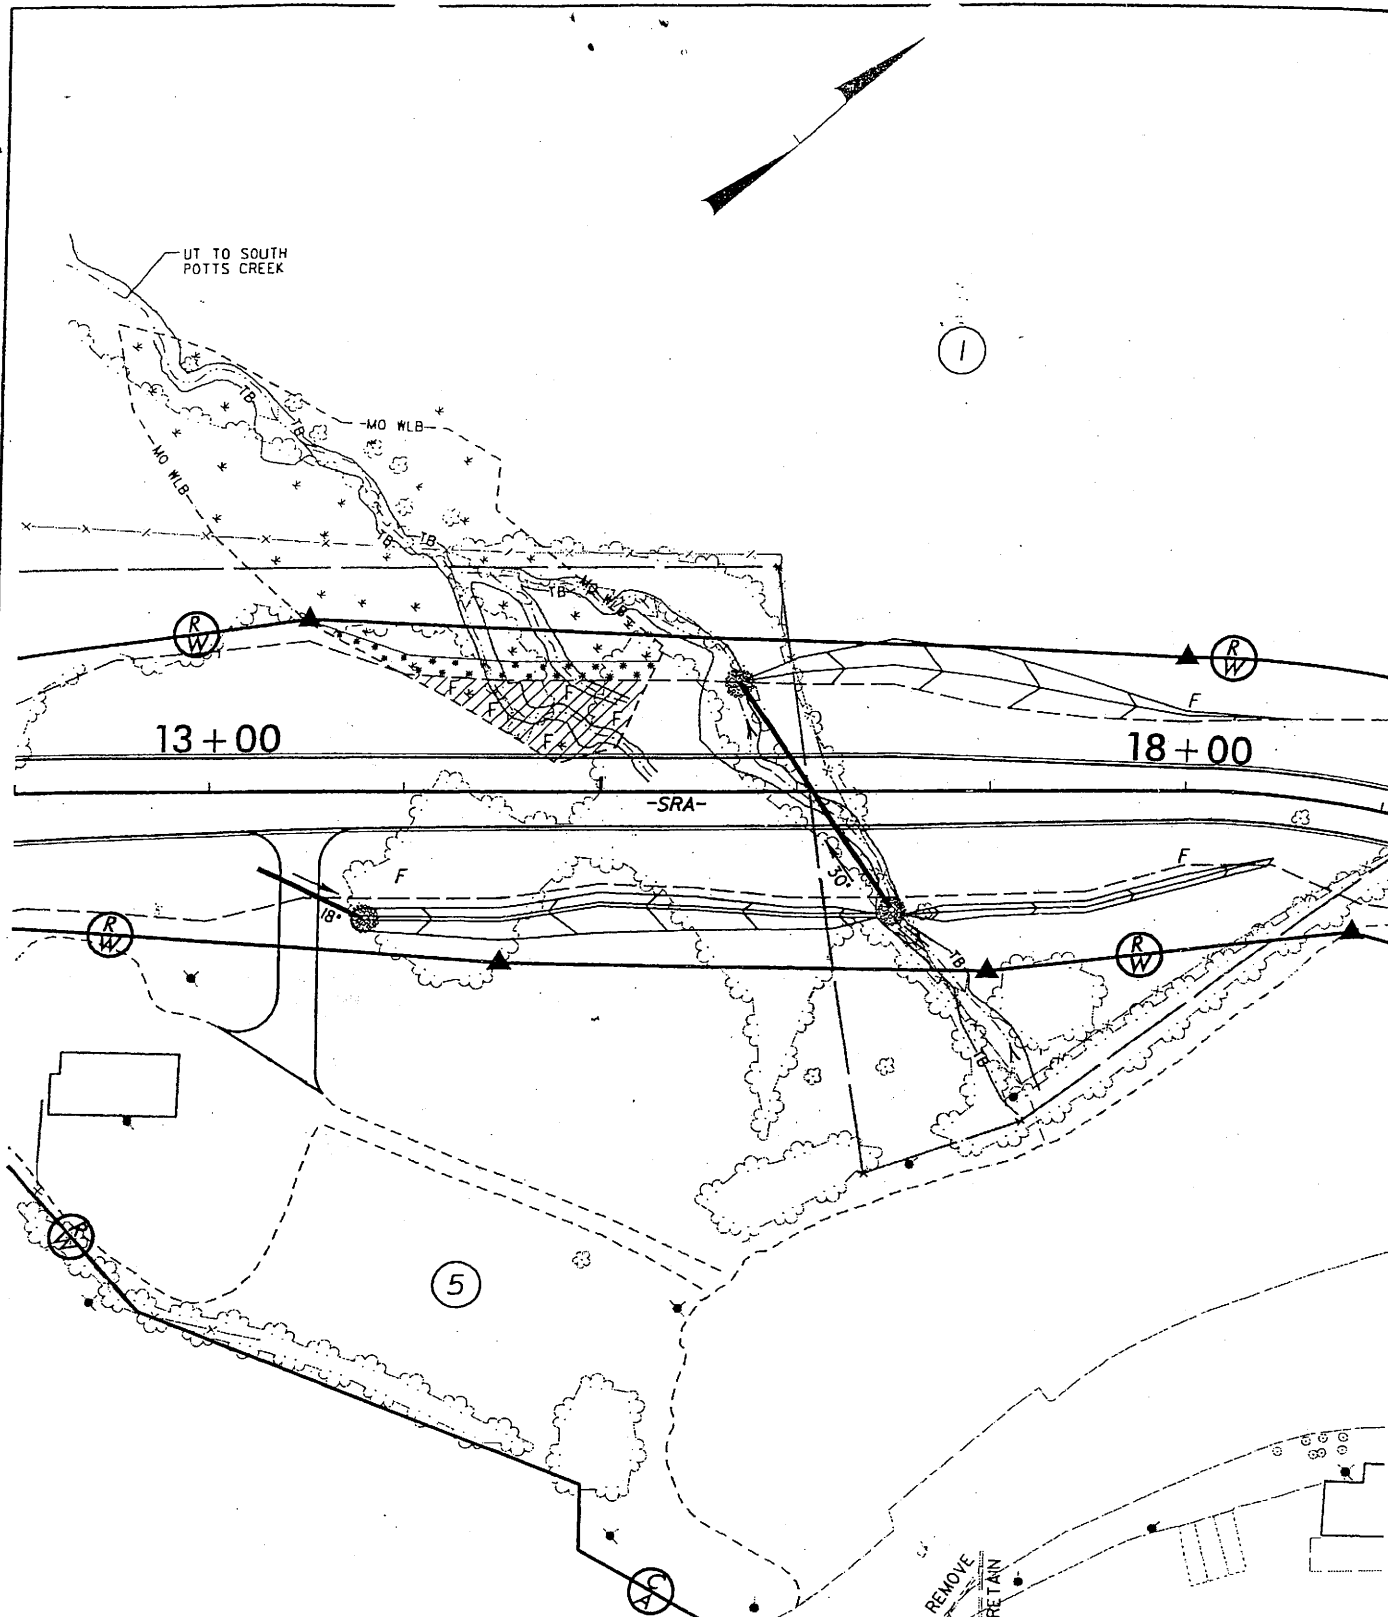 UT TO SOUTH
POTTS CREEK
1
TB
TB
MO WLB
MO WLB
TB
TB
TB
MO WLB
R
W
R
W
F
F
F
F
F
F
13+00
18+00
-SRA-
F
F
30"
18"
R
W
R
W
TB
TB
R
W
5
C
A
REMOVE
RETAIN